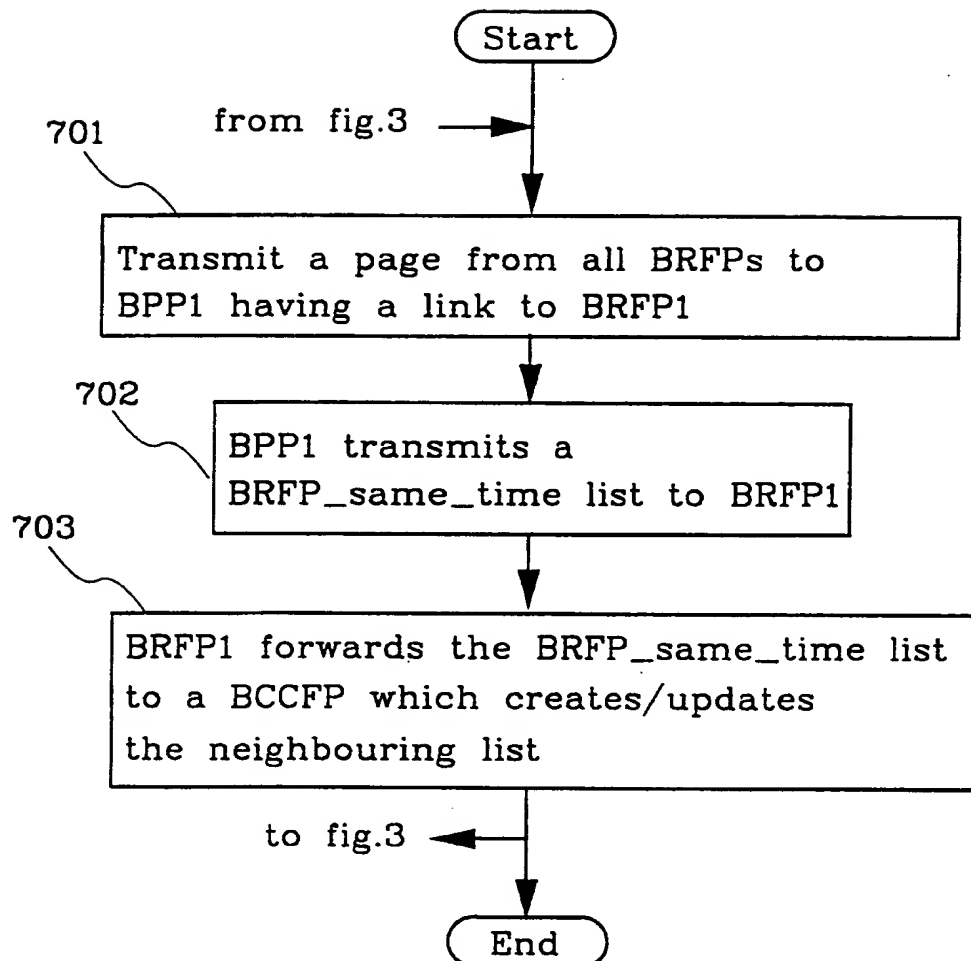 Start
from fig.3
701
Transmit a page from all BRFPs to
BPP1 having a link to BRFP1
702
BPP1 transmits a
BRFP_same_time list to BRFP1
703
BRFP1 forwards the BRFP_same_time list
to a BCCFP which creates/updates
the neighbouring list
to fig.3
End